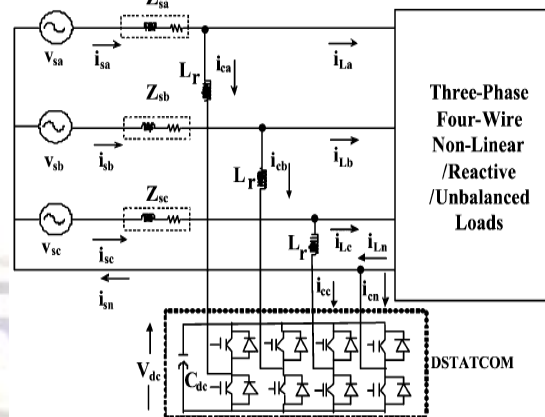 Zsa
vsa
isa
Lr
ica
iLa
Zsb
vsb
isb
Lr
icb
iLb
Zsc
vsc
isc
Lr
iLc
iLn
isn
icc
icn
Three-Phase
Four-Wire
Non-Linear
/Reactive
/Unbalanced
Loads
Vdc
Cdc
DSTATCOM